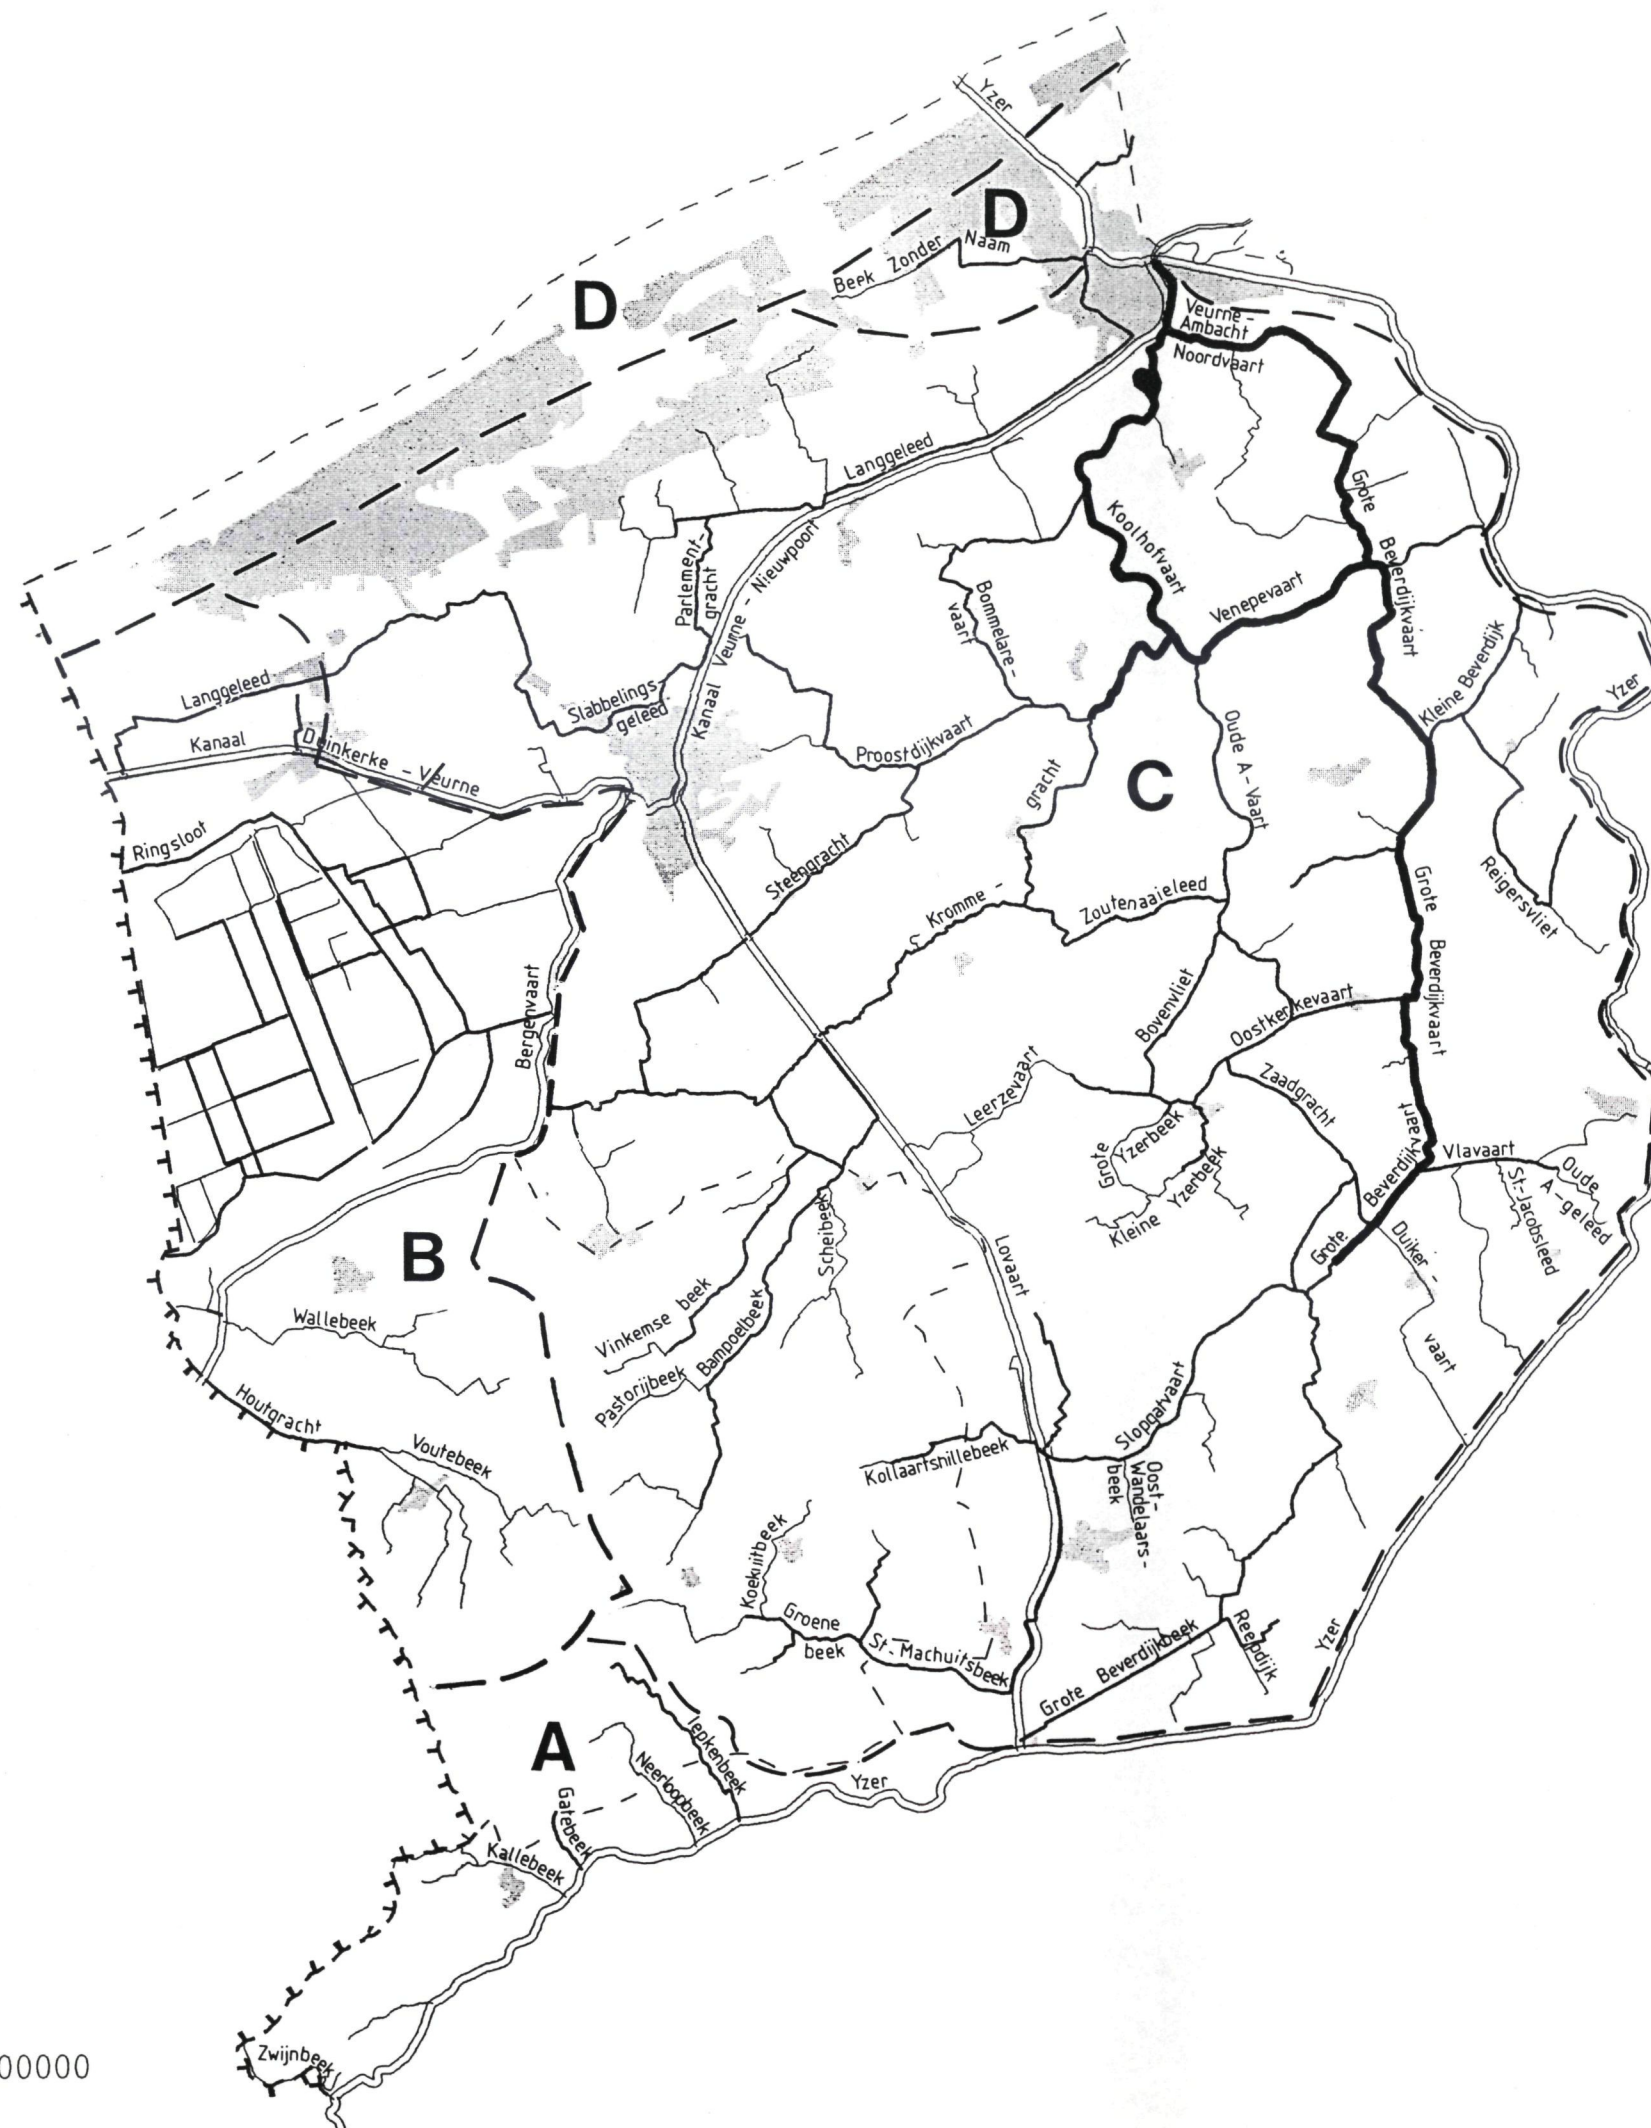 Yzer
D
Beek Zonder Naam
D
Veurne -
Ambacht
Noordvaart
Langgeleed
Grote
Koolhofvaart
Parlement-
gracht
Kanaal Veurne - Nieuwpoort
Beverdijkvaart
Bommelare-
vaart
Venepevaart
Kleine Beverdijk
Langgeleed
Slabbelings-
geleed
Yzer
Kanaal
Duinkerke - Veurne
Proostdijkvaart
Oude A-Vaart
gracht
C
Ringsloot
Steengracht
Kromme -
Zoutenaaieleed
Grote
Reigersvliet
Beverdijkvaart
Bergenvaart
Bovenvliet
Oostkerkevaart
Leerzevaart
Zaadgracht
Grote
Yzerbeek
Kleine Yzerbeek
Grote Beverdijk-
vaart
Vlavaart
Oude
A-geleed
St-Jacobsleed
B
Scheibeek
Lovaart
Duiker -
vaart
Wallebeek
Vinkemse beek
Bampoelbeek
Pastorijbeek
Houtgracht
Voutebeek
Slopgatvaart
Kollaartshillebeek
Oost-
Wandelaars-
beek
Koekuitbeek
Groene
beek
St.-Machuitsbeek
Grote Beverdijkbeek
Reepdijk
Yzer
A
Iepkenbeek
Neerloopbeek
Gatebeek
Yzer
Kallebeek
Zwijnbeek
00000